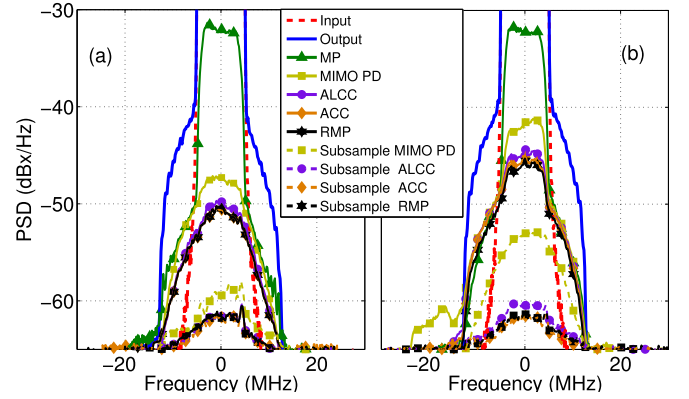 (a)
(b)
Input
Output
MP
MIMO PD
ALCC
ACC
RMP
Subsample MIMO PD
Subsample ALCC
Subsample ACC
Subsample RMP
PSD (dBx/Hz)
−30
−40
−50
−60
−20 0 20
−20 0 20
Frequency (MHz) Frequency (MHz)